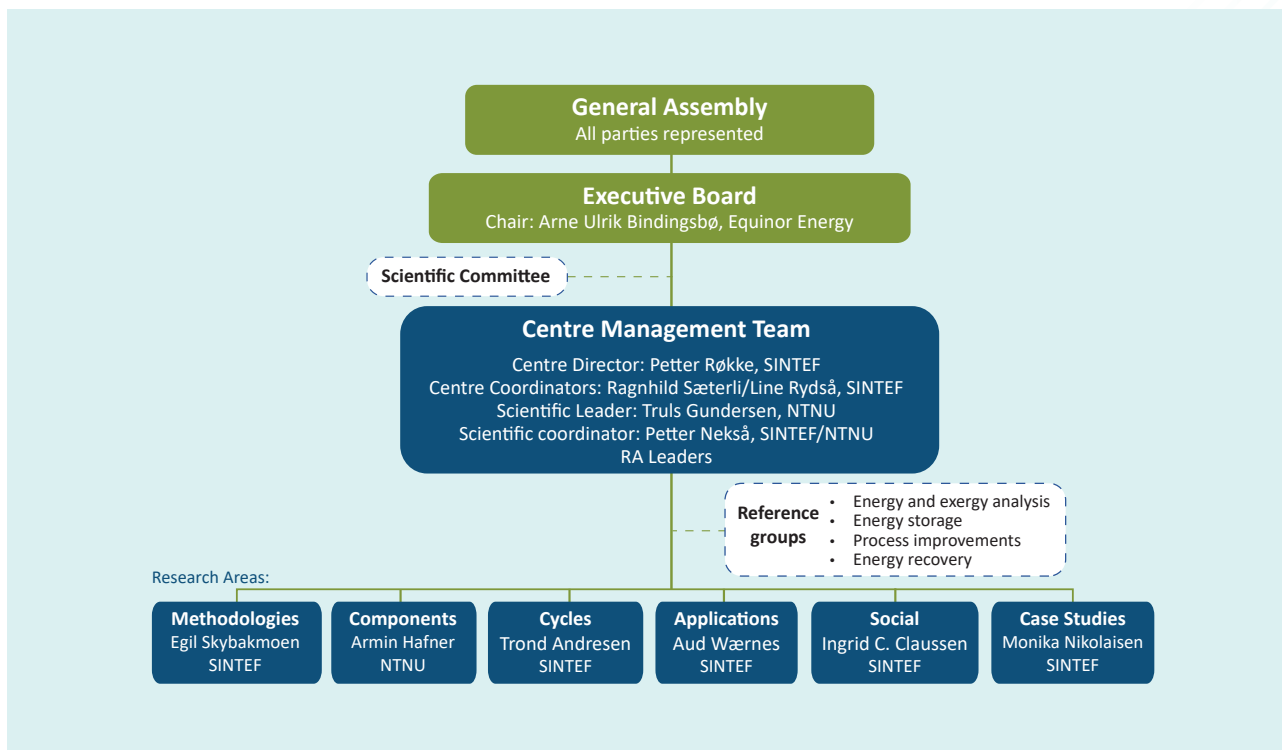 General Assembly
All parties represented
Executive Board
Chair: Arne Ulrik Bindingsbø, Equinor Energy
Scientific Committee
Centre Management Team
Centre Director: Petter Røkke, SINTEF
Centre Coordinators: Ragnhild Sæterli/Line Rydså, SINTEF
Scientific Leader: Truls Gundersen, NTNU
Scientific coordinator: Petter Nekså, SINTEF/NTNU
RA Leaders
Reference
groups
• Energy and exergy analysis
• Energy storage
• Process improvements
• Energy recovery
Research Areas:
Methodologies
Egil Skybakmoen
SINTEF
Components
Armin Hafner
NTNU
Cycles
Trond Andresen
SINTEF
Applications
Aud Wærnes
SINTEF
Social
Ingrid C. Claussen
SINTEF
Case Studies
Monika Nikolaisen
SINTEF